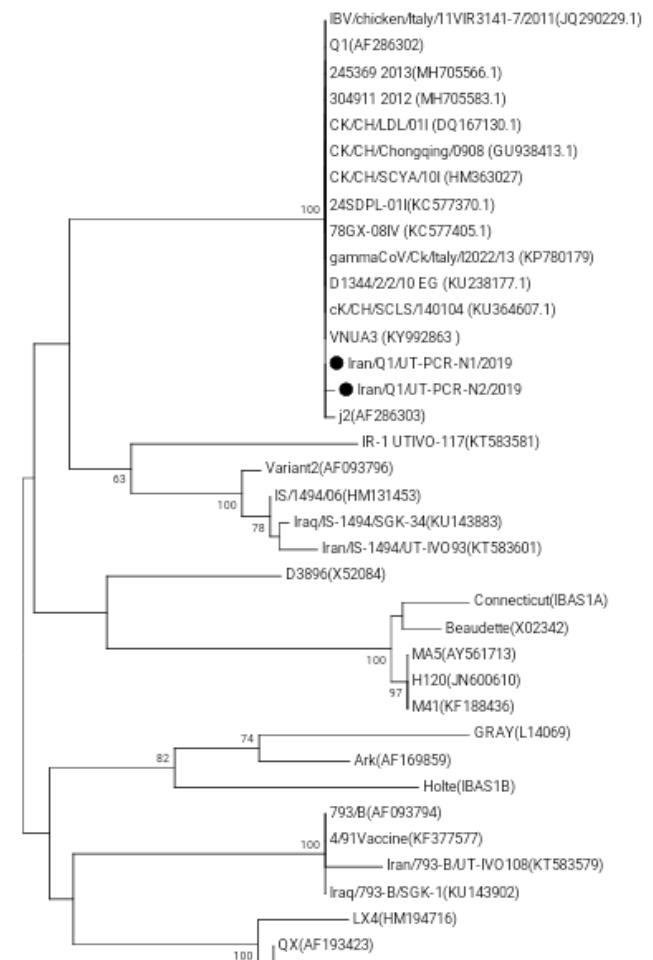 IBV/chicken/Italy/11VIR3141-7/2011(JQ290229.1)
Q1(AF286302)
245369 2013(MH705566.1)
304911 2012 (MH705583.1)
CK/CH/LDL/01I (DQ167130.1)
CK/CH/Chongqing/0908 (GU938413.1)
CK/CH/SCYA/10I (HM363027)
100
24SDPL-01I(KC577370.1)
78GX-08IV (KC577405.1)
gammaCoV/Ck/Italy/I2022/13 (KP780179)
D1344/2/2/10 EG (KU238177.1)
cK/CH/SCLS/140104 (KU364607.1)
VNUA3 (KY992863 )
Iran/Q1/UT-PCR-N1/2019
Iran/Q1/UT-PCR-N2/2019
j2(AF286303)
IR-1 UTIVO-117(KT583581)
63
Variant2(AF093796)
100
IS/1494/06(HM131453)
78
Iraq/IS-1494/SGK-34(KU143883)
Iran/IS-1494/UT-IVO93(KT583601)
D3896(X52084)
Connecticut(IBAS1A)
Beaudette(X02342)
100
MA5(AY561713)
H120(JN600610)
97
M41(KF188436)
74
GRAY(L14069)
82
Ark(AF169859)
Holte(IBAS1B)
793/B(AF093794)
100
4/91Vaccine(KF377577)
Iran/793-B/UT-IVO108(KT583579)
Iraq/793-B/SGK-1(KU143902)
LX4(HM194716)
QX(AF193423)
100